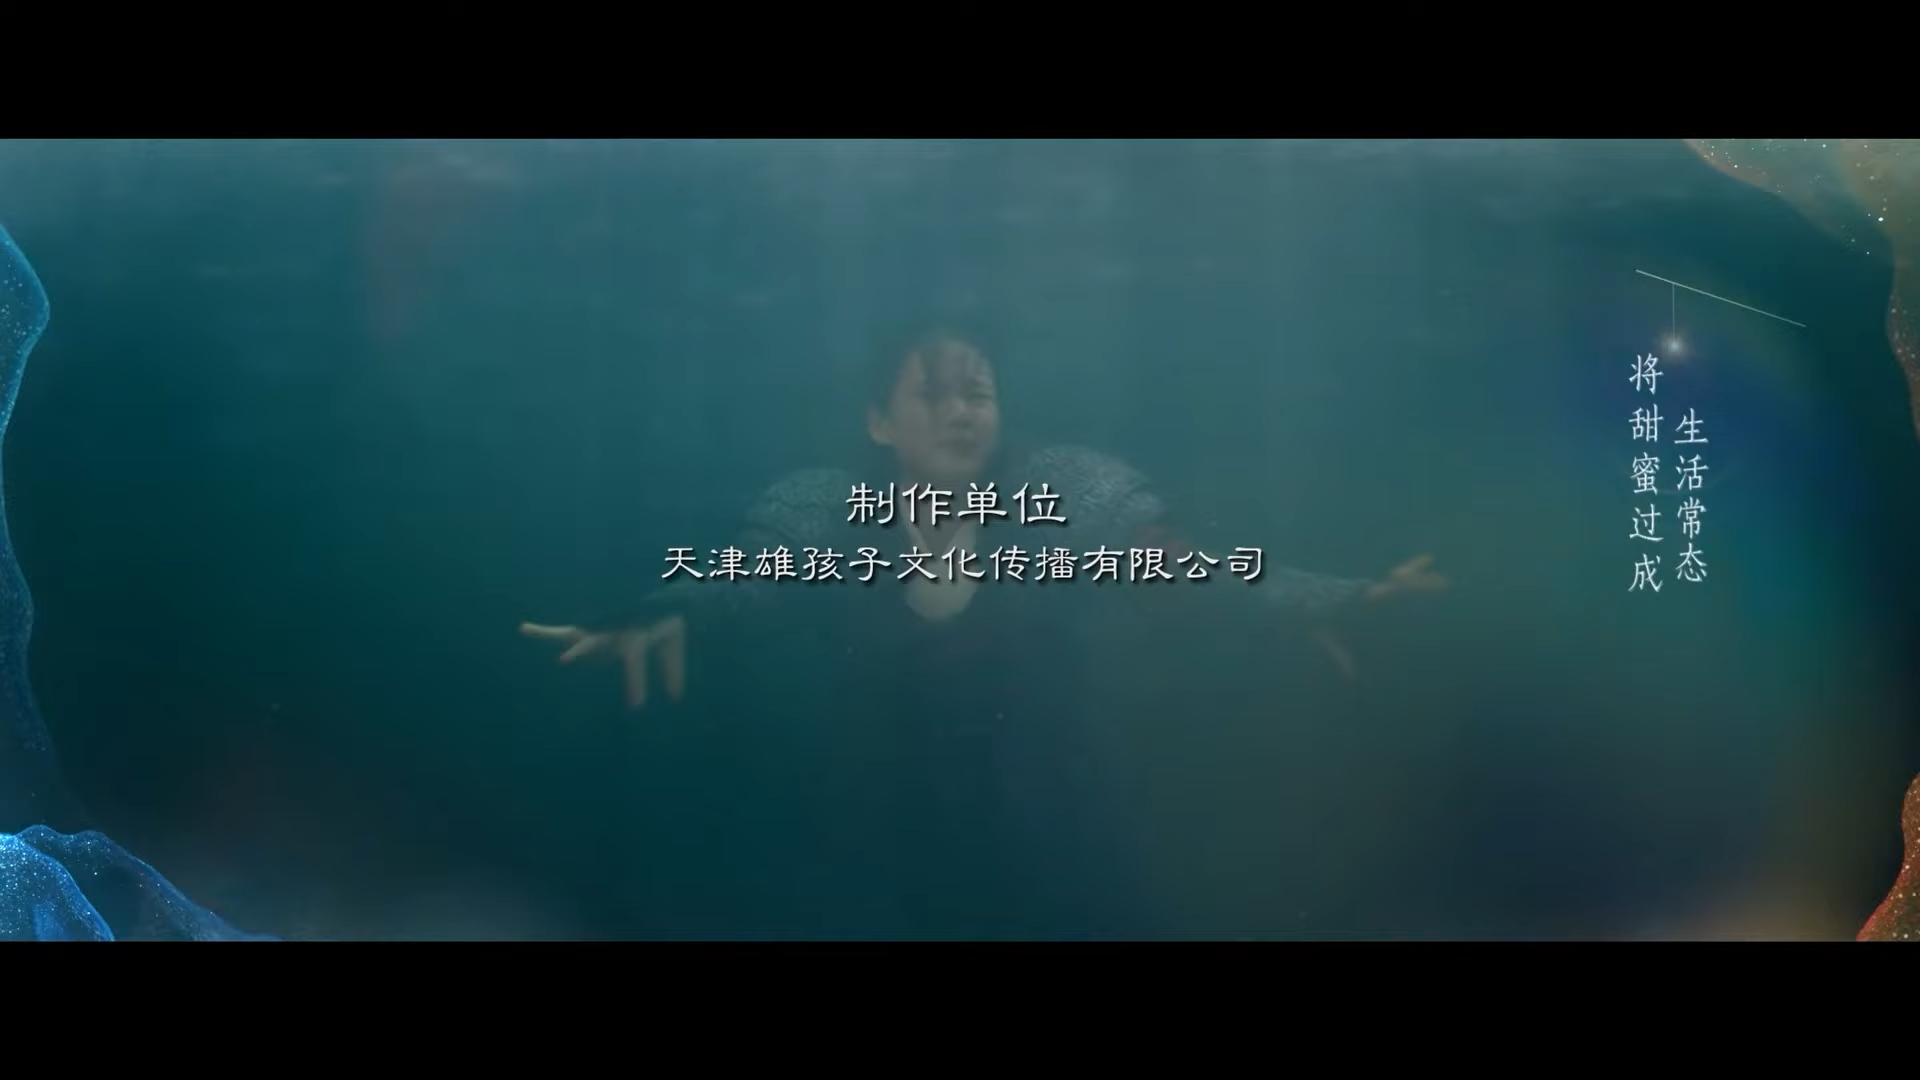 制作单位
天津雄孩子文化传播有限公司
将甜蜜过成
生活常态